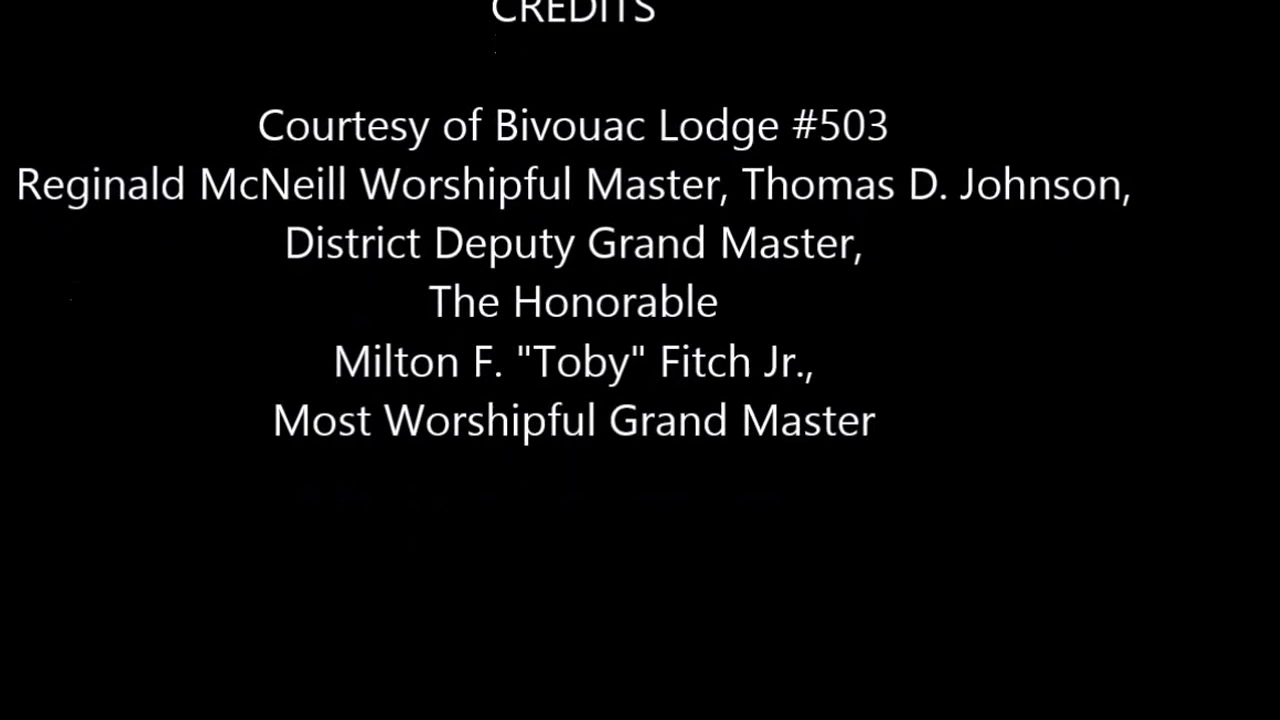 CREDITS
Courtesy of Bivouac Lodge #503
Reginald McNeill Worshipful Master, Thomas D. Johnson,
District Deputy Grand Master,
The Honorable
Milton F. "Toby" Fitch Jr.,
Most Worshipful Grand Master